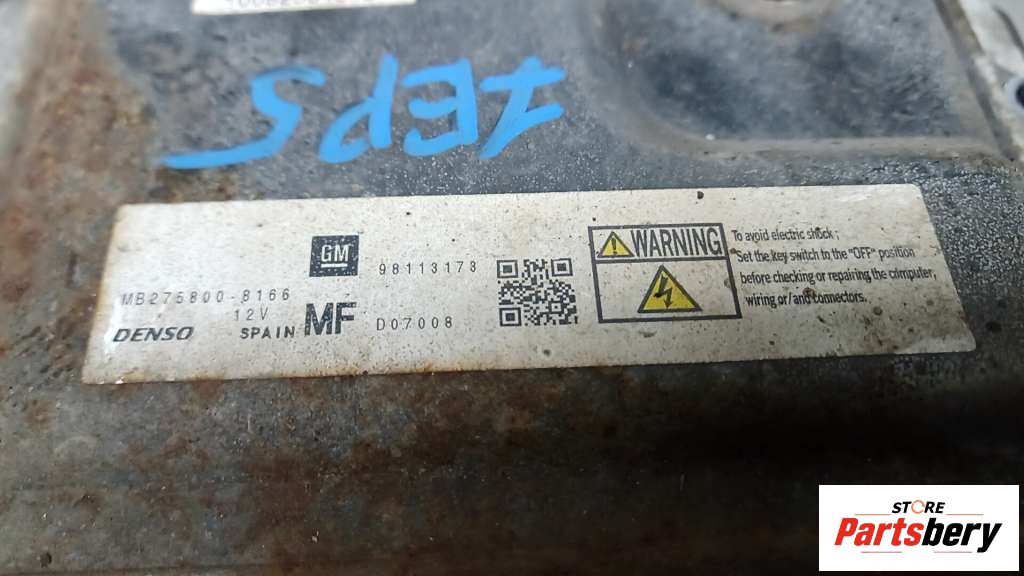 1EPS
GM
98113173
MB275800-8166
12V
DENSO SPAIN MF D07008
WARNING
To avoid electric shock ;
Set the key switch to the "OFF" position
before checking or repairing the computer,
wiring or/and connectors.
STORE
Partsbery